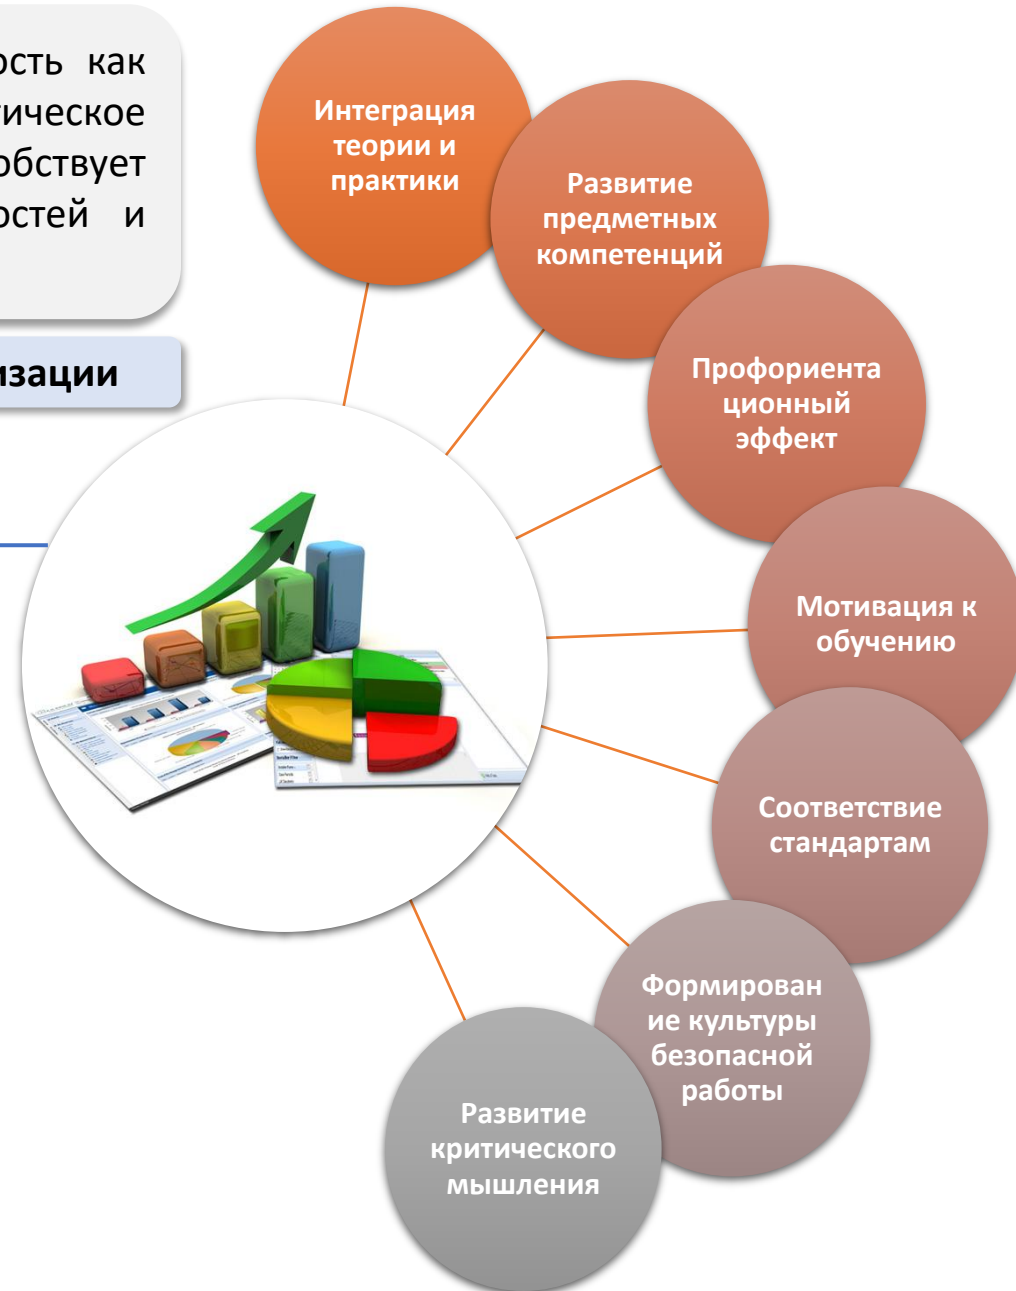 ость как
тическое
обствует
остей и
изации
Интеграция
теории и
практики
Развитие
предметных
компетенций
Профориента
ционный
эффект
Мотивация к
обучению
Соответствие
стандартам
Формирован
ие культуры
безопасной
работы
Развитие
критического
мышления